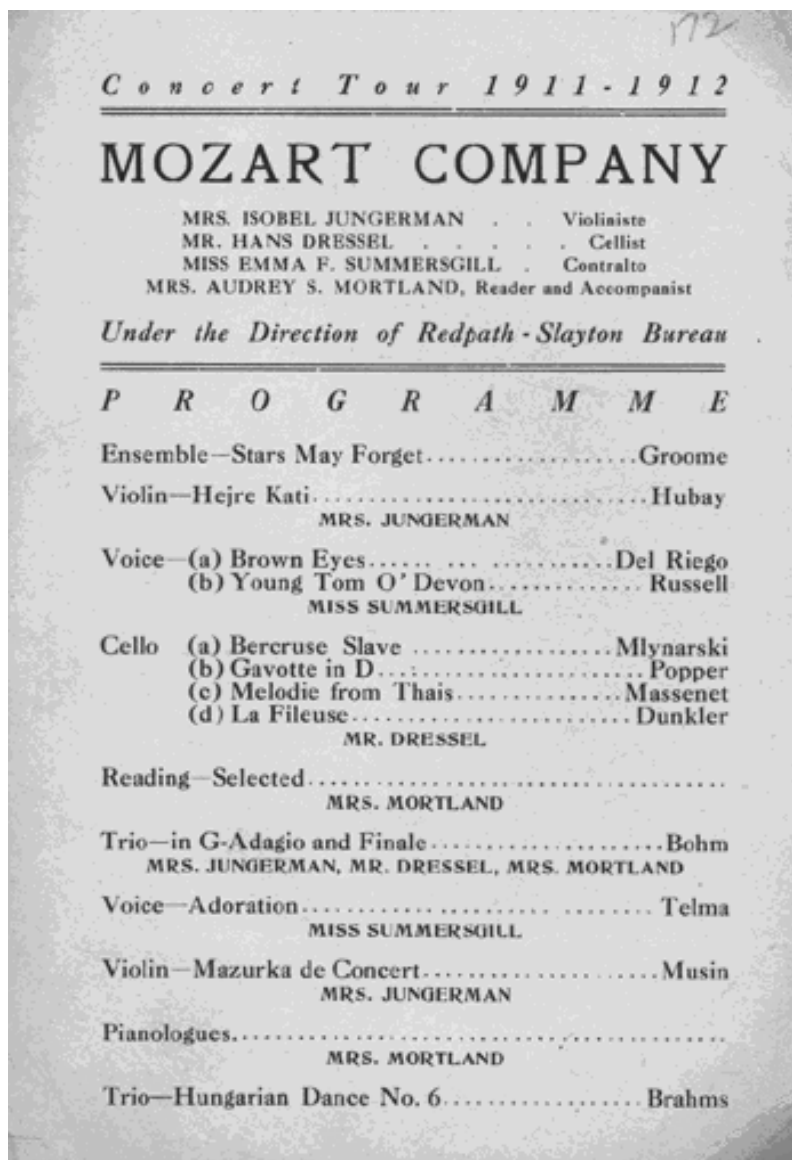 172
Concert Tour 1911-1912
MOZART COMPANY
MRS. ISOBEL JUNGERMAN . . Violiniste
MR. HANS DRESSEL . . . . . Cellist
MISS EMMA F. SUMMERSGILL . Contralto
MRS. AUDREY S. MORTLAND, Reader and Accompanist
Under the Direction of Redpath-Slayton Bureau
PROGRAMME
Ensemble—Stars May Forget....................Groome
Violin—Hejre Kati..............................Hubay
MRS. JUNGERMAN
Voice—(a) Brown Eyes...... ... ...........Del Riego
(b) Young Tom O' Devon.............. Russell
MISS SUMMERSGILL
Cello (a) Bercruse Slave .................Mlynarski
(b) Gavotte in D.........................Popper
(c) Melodie from Thais...............Massenet
(d) La Fileuse......................... Dunkler
MR. DRESSEL
Reading—Selected......................................
MRS. MORTLAND
Trio—in G-Adagio and Finale.....................Bohm
MRS. JUNGERMAN, MR. DRESSEL, MRS. MORTLAND
Voice—Adoration................................ Telma
MISS SUMMERSGILL
Violin—Mazurka de Concert.....................Musin
MRS. JUNGERMAN
Pianologues.............................................
MRS. MORTLAND
Trio—Hungarian Dance No. 6..................Brahms